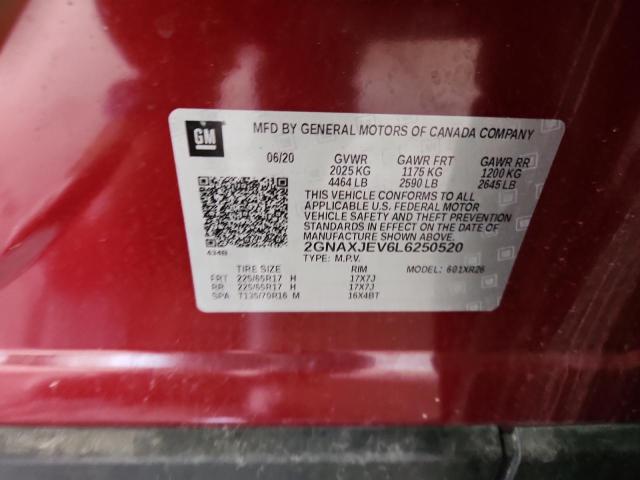 GM
MFD BY GENERAL MOTORS OF CANADA COMPANY
06/20 GVWR GAWR FRT GAWR RR
2025 KG 1175 KG 1200 KG
4464 LB 2590 LB 2645 LB
THIS VEHICLE CONFORMS TO ALL
APPLICABLE U.S. FEDERAL MOTOR
VEHICLE SAFETY AND THEFT PREVENTION
STANDARDS IN EFFECT ON THE DATE OF
MANUFACTURE SHOWN ABOVE.
2GNAXJEV6L6250520
TYPE: M.P.V. MODEL: 601XR26
TIRE SIZE RIM
FRT 225/65R17 H 17X7J
RR 225/65R17 H 17X7J
SPA T135/70R16 M 16X4BT